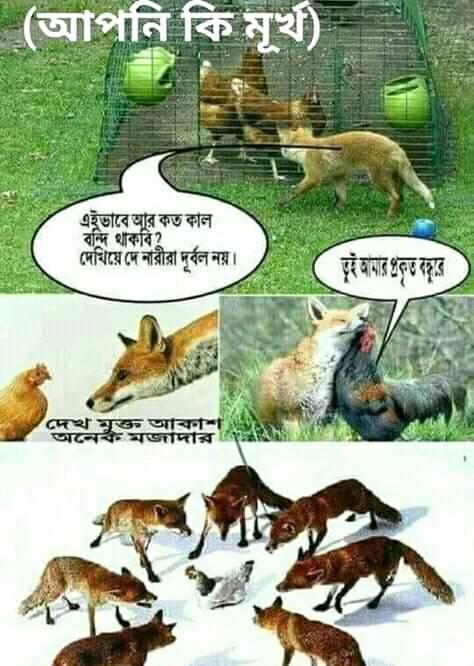 (আপনি কি মূর্খ)
এইভাবে আর কত কাল
বন্দি থাকবি?
দেখিয়ে দে নারীরা দূর্বল নয়।
তুই আমার প্রকৃত বন্ধুরে
দেখ মুক্ত আকাশ
অনেক মজাদার